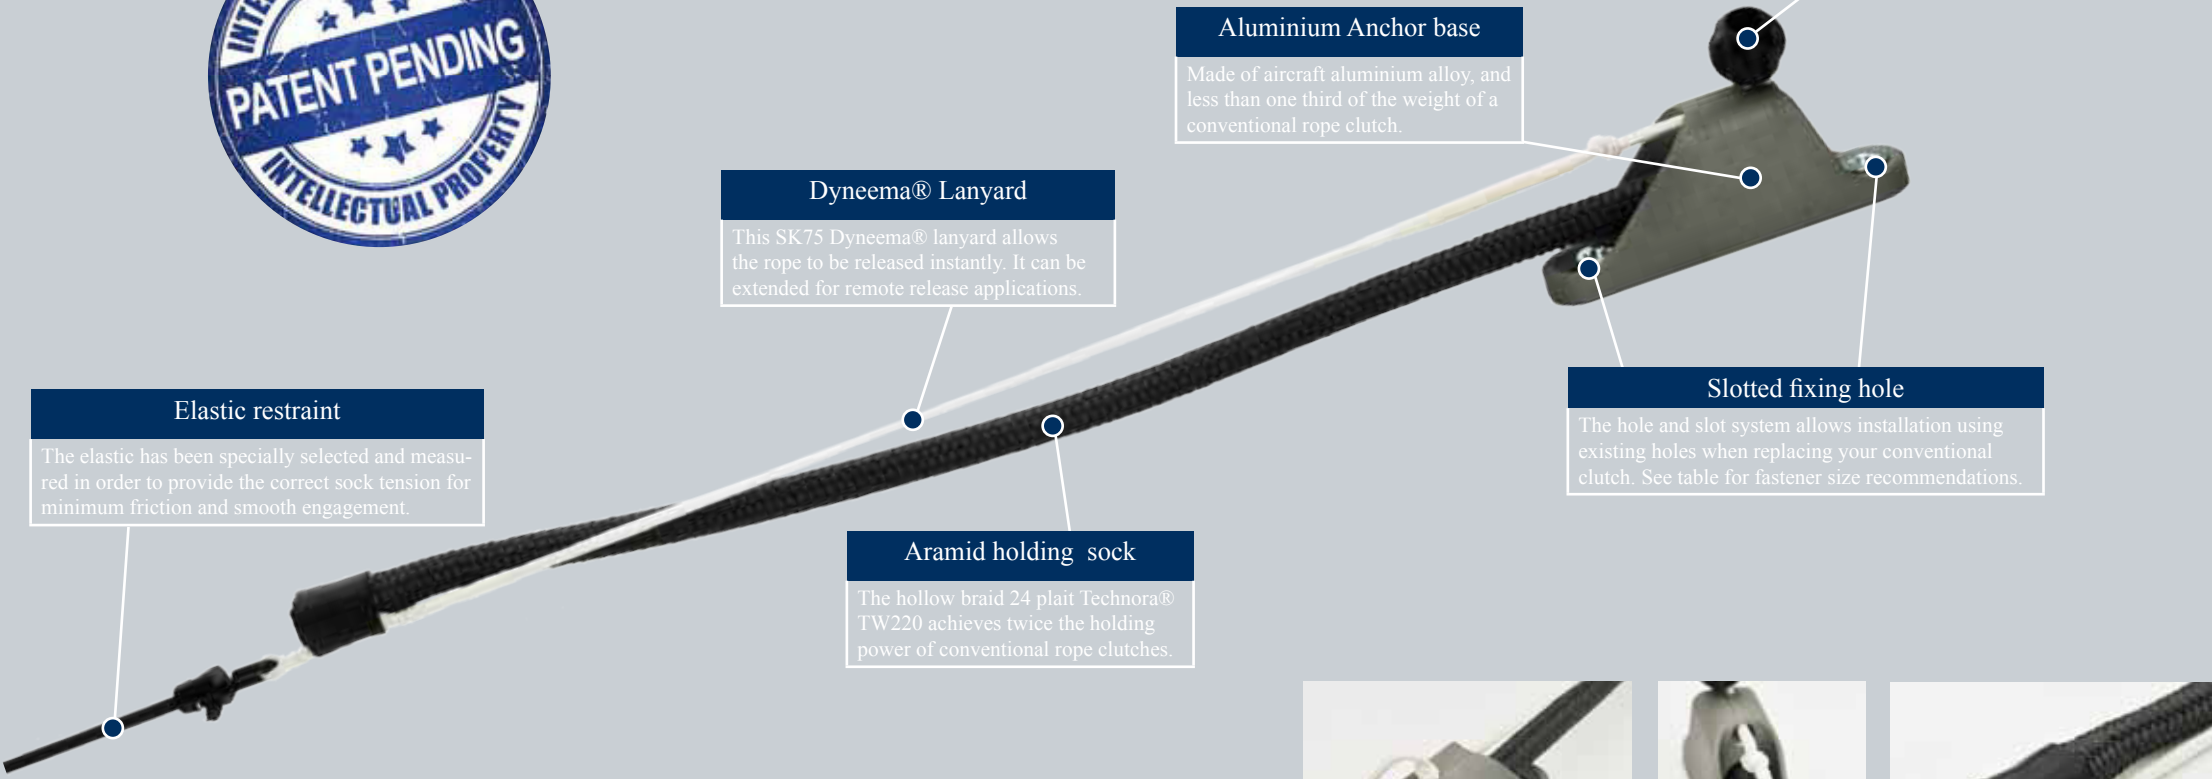 INTE
PATENT PENDING
INTELLECTUAL PROPERTY
Aluminium Anchor base
Made of aircraft aluminium alloy, and
less than one third of the weight of a
conventional rope clutch.
Dyneema® Lanyard
This SK75 Dyneema® lanyard allows
the rope to be released instantly. It can be
extended for remote release applications.
Elastic restraint
The elastic has been specially selected and measu-
red in order to provide the correct sock tension for
minimum friction and smooth engagement.
Slotted fixing hole
The hole and slot system allows installation using
existing holes when replacing your conventional
clutch. See table for fastener size recommendations.
Aramid holding sock
The hollow braid 24 plait Technora®
TW220 achieves twice the holding
power of conventional rope clutches.